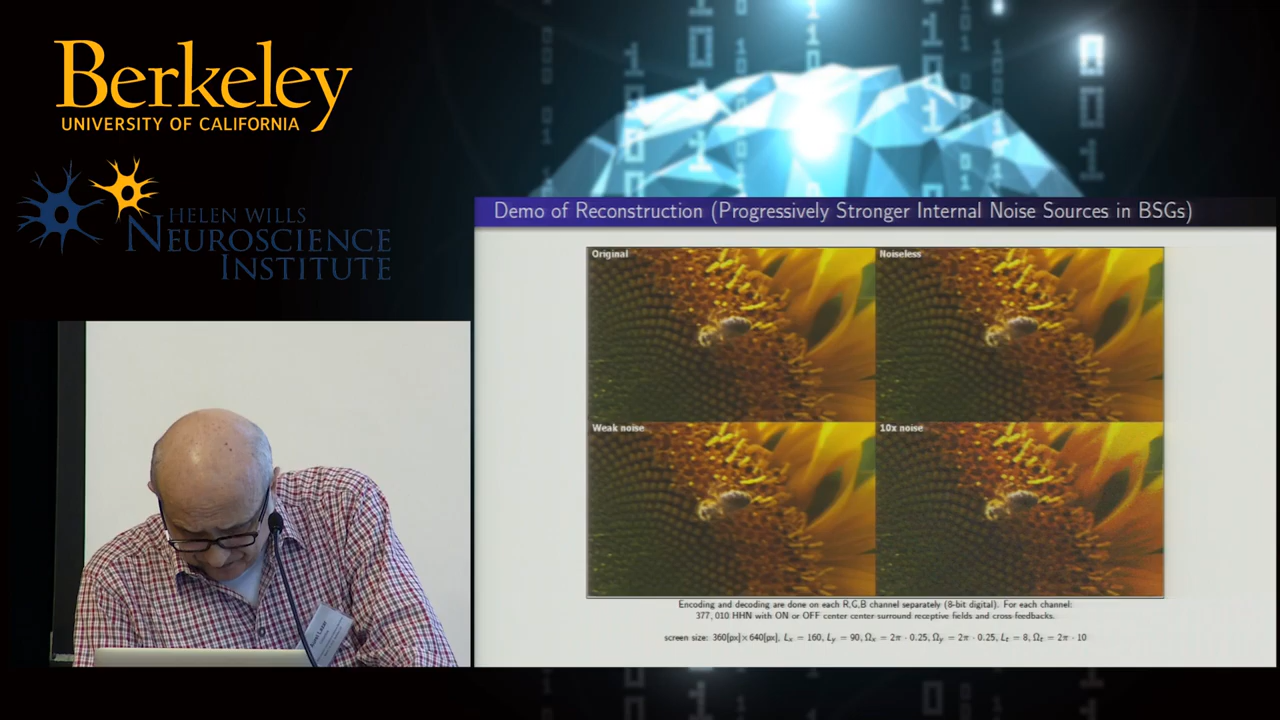 Berkeley
UNIVERSITY OF CALIFORNIA
HELEN WILLS
NEUROSCIENCE
INSTITUTE
Demo of Reconstruction (Progressively Stronger Internal Noise Sources in BSGs)
Original
Noiseless
Weak noise
10x noise
Encoding and decoding are done on each R,G,B channel separately (8-bit digital). For each channel:
377, 010 HHN with ON or OFF center center surround receptive fields and cross-feedbacks.
screen size: 360[px]×640[px], Lₓ = 160, L_y = 90, Ωₓ = 2π · 0.25, Ω_y = 2π · 0.25, Lₜ = 8, Ωₜ = 2π · 10